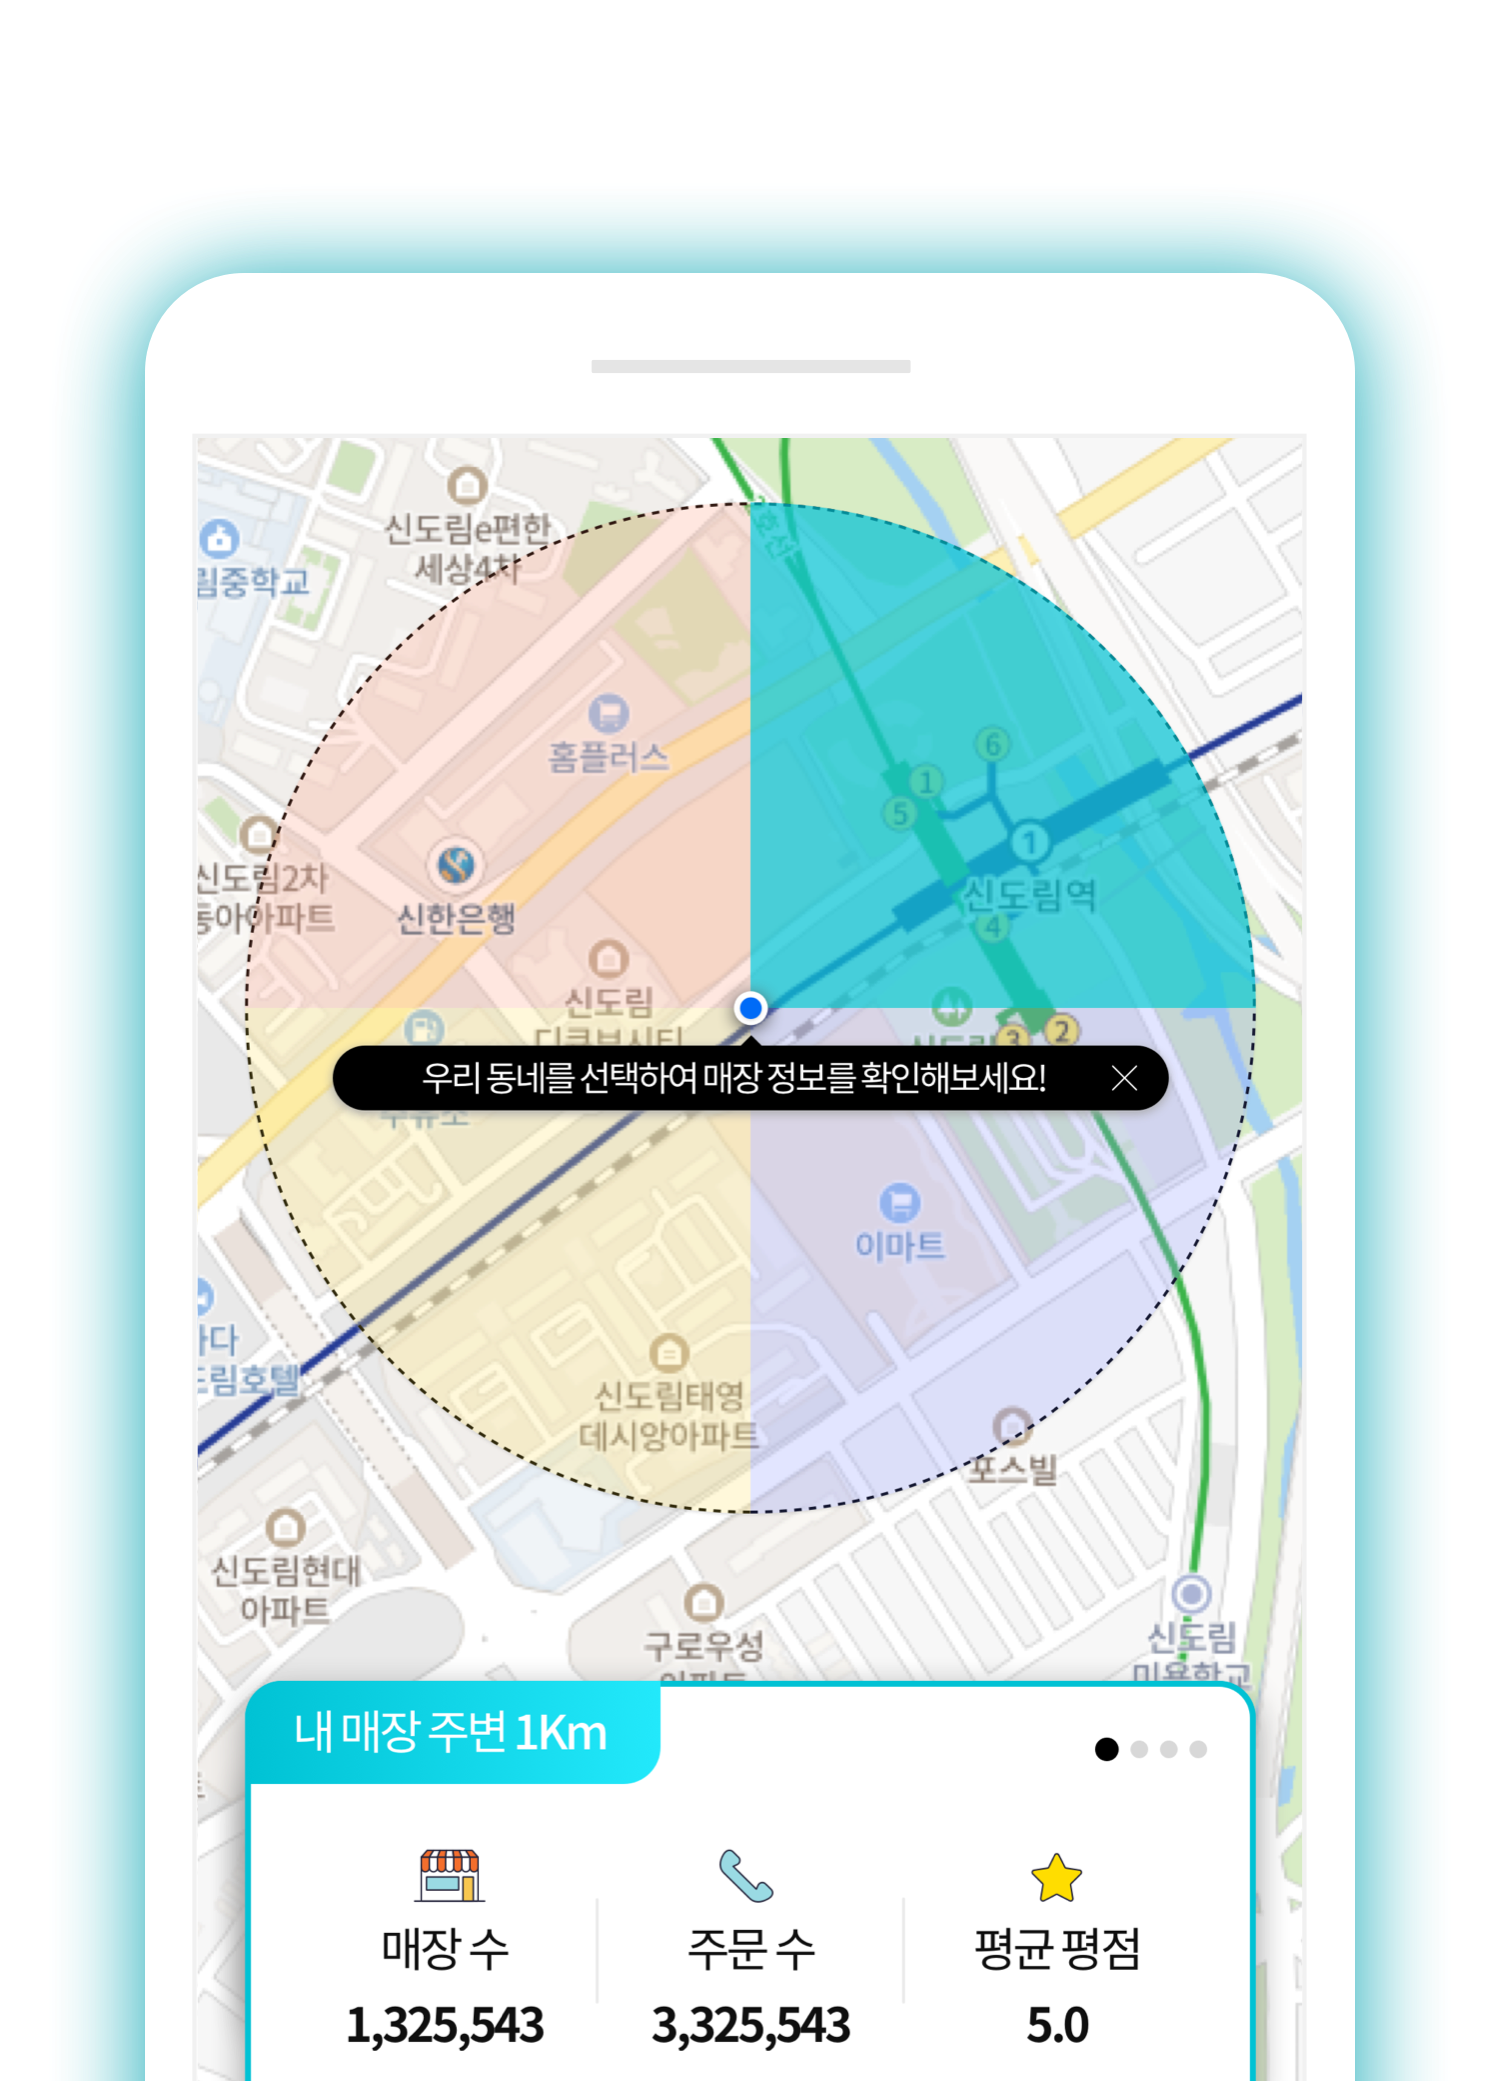 신도림e편한
세상4차
림중학교
홈플러스
6
1
5
1
신도림2차
동아아파트
신한은행
신도림역
4
신도림
디큐브시티
3
2
우리 동네를 선택하여 매장 정보를 확인해보세요!
주유소
이마트
드림호텔
신도림태영
데시앙아파트
포스빌
신도림현대
아파트
구로우성
아파트
신도림
미용학교
내 매장 주변 1Km
매장 수
주문 수
평균 평점
1,325,543
3,325,543
5.0